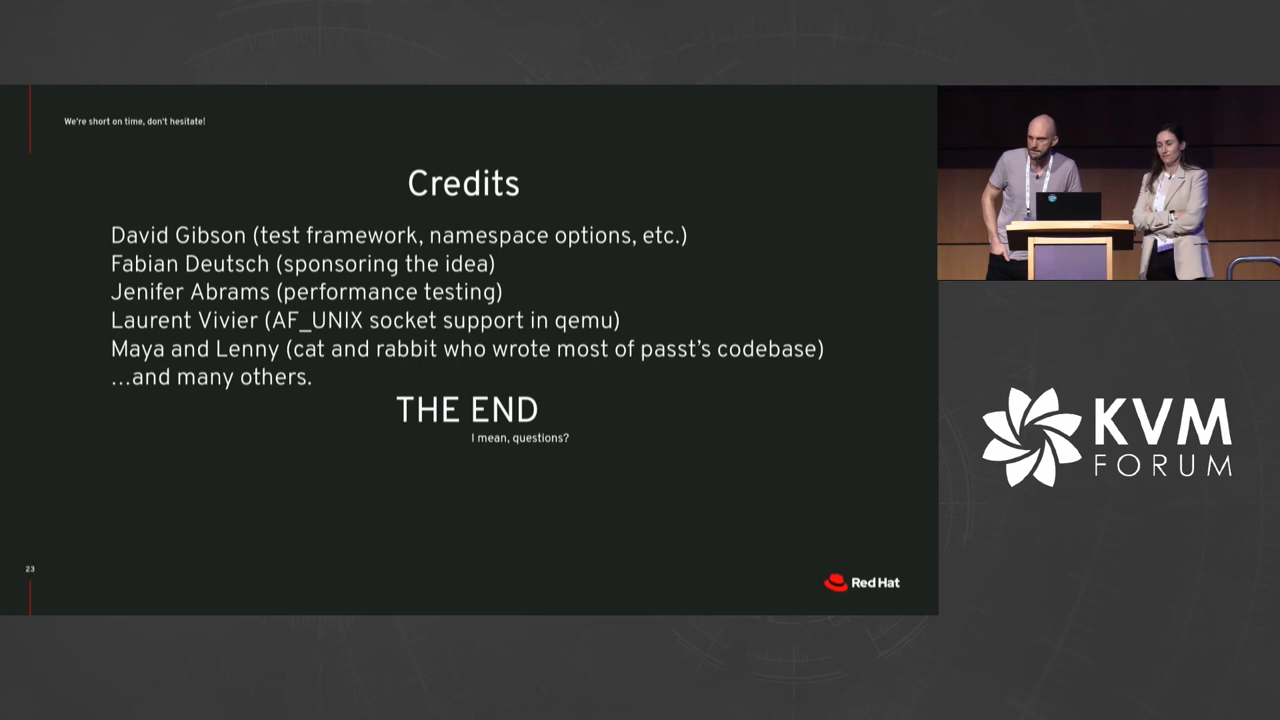 We're short on time, don't hesitate!
Credits
David Gibson (test framework, namespace options, etc.)
Fabian Deutsch (sponsoring the idea)
Jenifer Abrams (performance testing)
Laurent Vivier (AF_UNIX socket support in qemu)
Maya and Lenny (cat and rabbit who wrote most of passt’s codebase)
…and many others.
THE END
I mean, questions?
23
Red Hat
KVM
FORUM